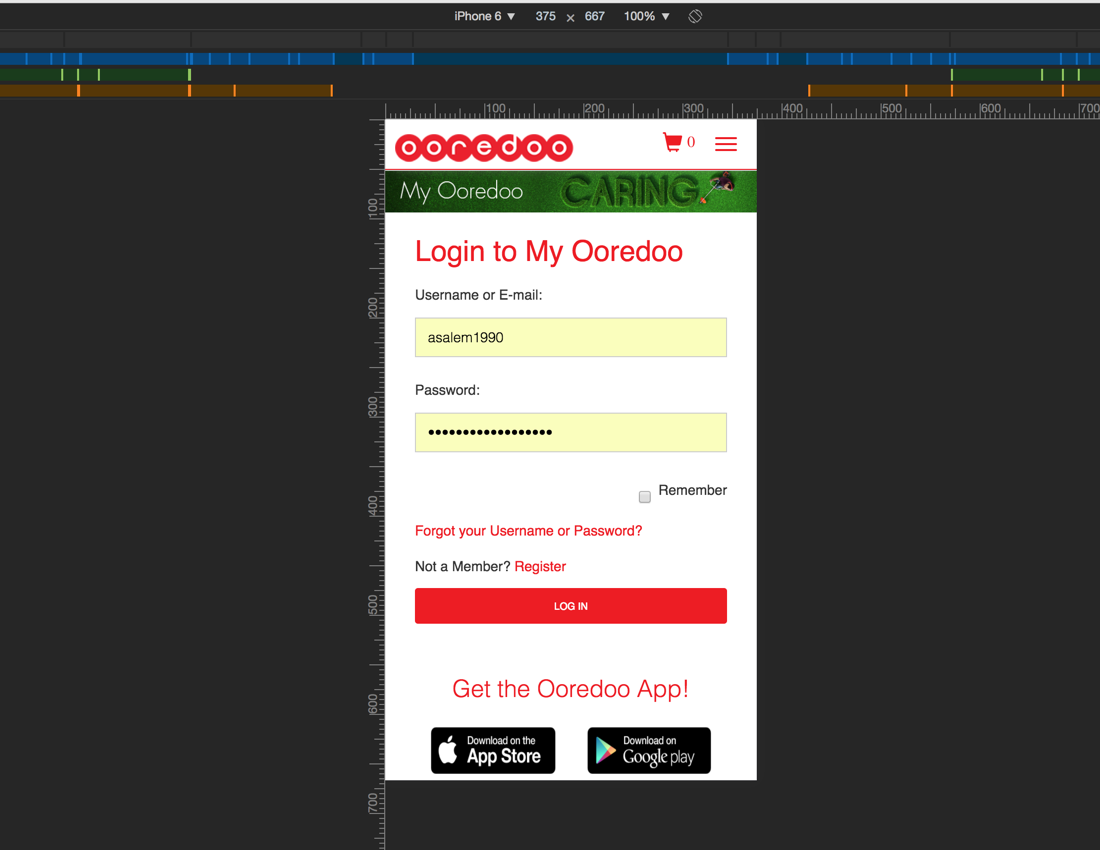 iPhone 6 ▼ 375 × 667 100% ▼
100 200 300 400 500 600 700
ooredoo 0
My Ooredoo CARING
100
Login to My Ooredoo
Username or E-mail:
200
asalem1990
Password:
300
••••••••••••••••••
Remember
400
Forgot your Username or Password?
Not a Member? Register
500
LOG IN
Get the Ooredoo App!
600
Download on the
App Store
Download on
Google play
700